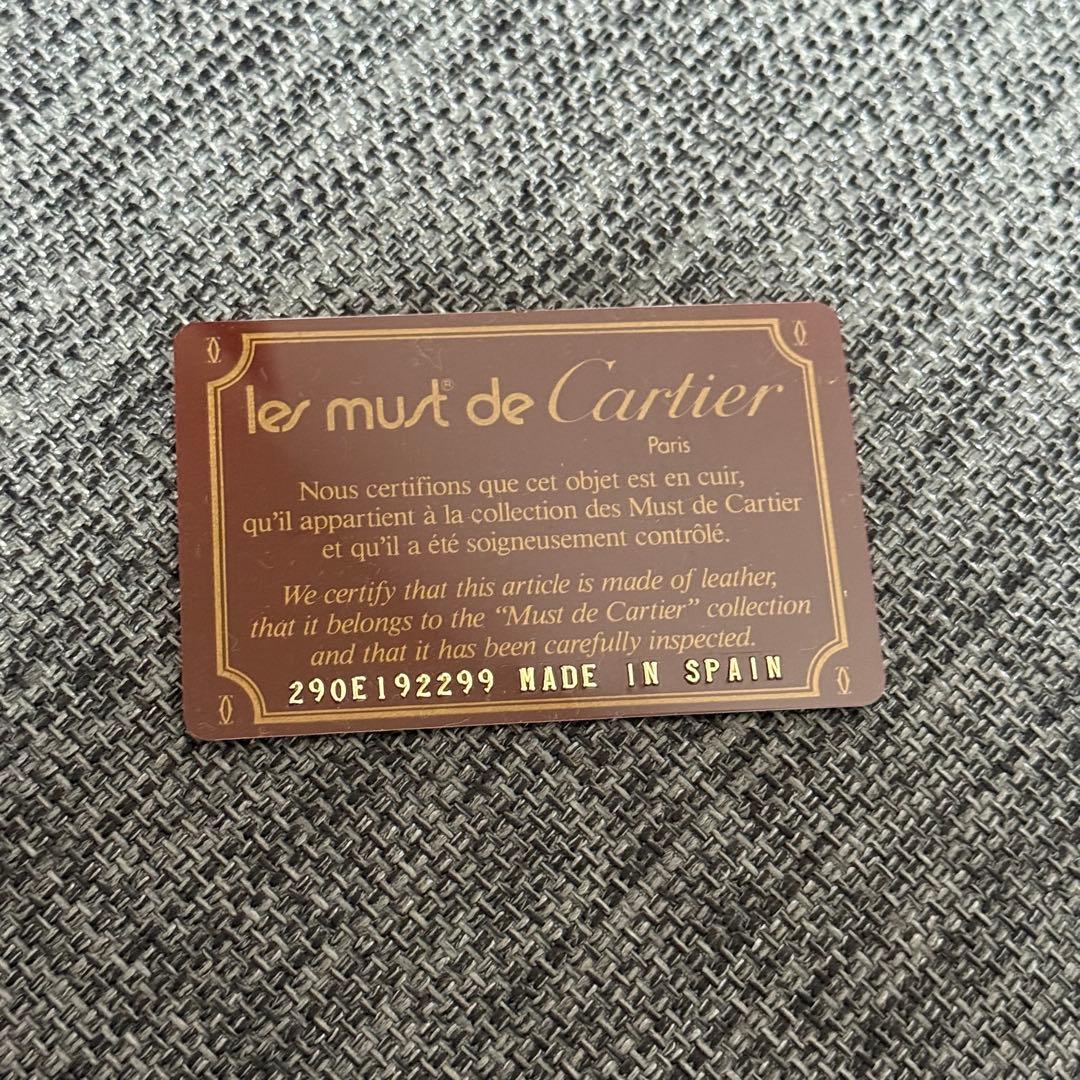 les must® de Cartier
Paris
Nous certifions que cet objet est en cuir,
qu'il appartient à la collection des Must de Cartier
et qu'il a été soigneusement contrôlé.
We certify that this article is made of leather,
that it belongs to the “Must de Cartier” collection
and that it has been carefully inspected.
290E192299 MADE IN SPAIN